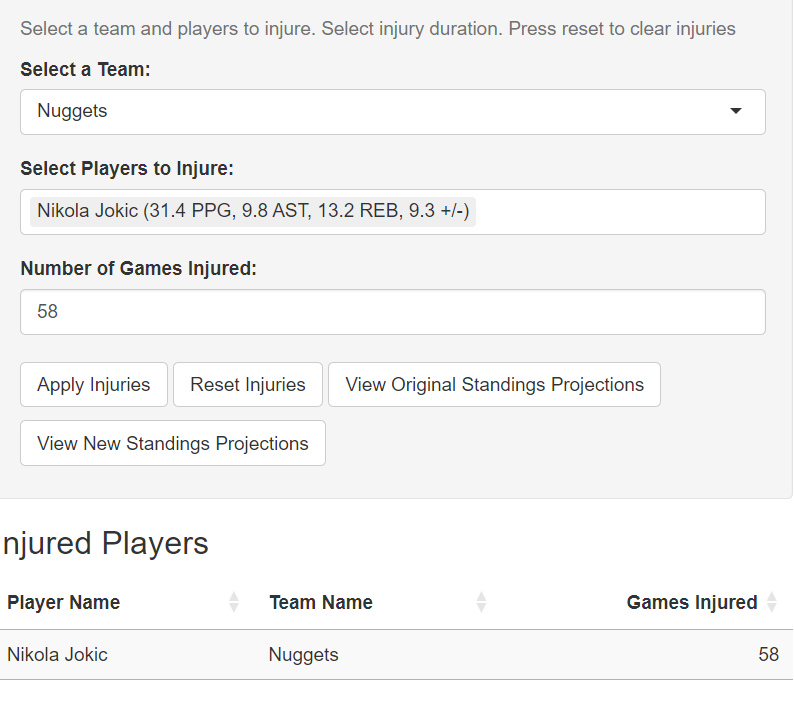 Select a team and players to injure. Select injury duration. Press reset to clear injuries
Select a Team:
Nuggets
Select Players to Injure:
Nikola Jokic (31.4 PPG, 9.8 AST, 13.2 REB, 9.3 +/-)
Number of Games Injured:
58
Apply Injuries Reset Injuries View Original Standings Projections
View New Standings Projections
njured Players
Player Name Team Name Games Injured
Nikola Jokic Nuggets 58